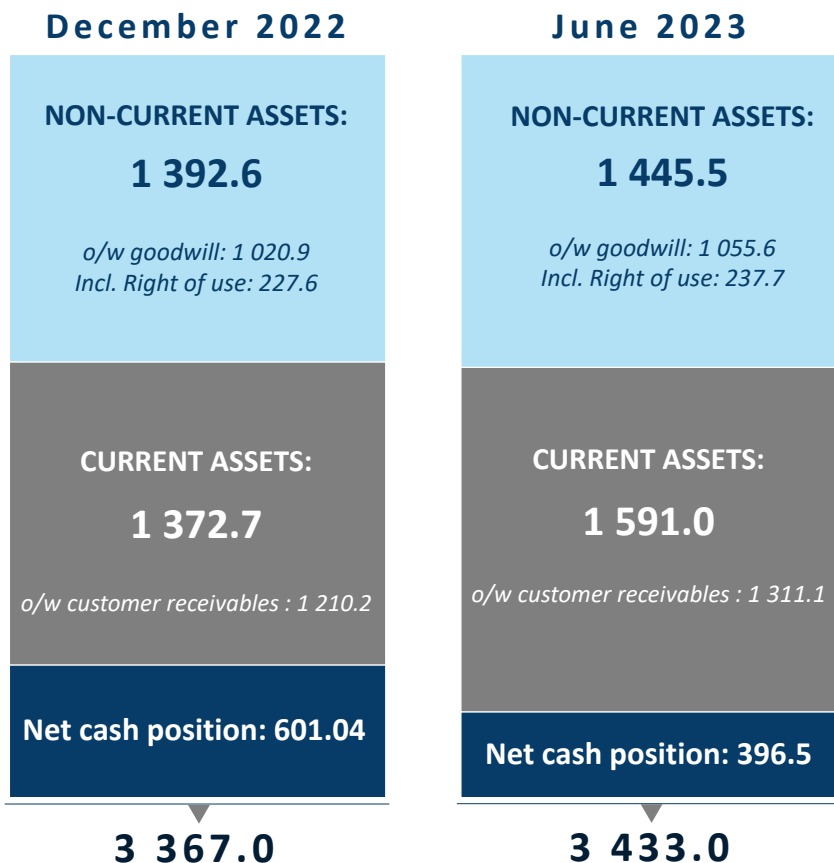 December 2022
NON-CURRENT ASSETS:
1 392.6
o/w goodwill: 1 020.9
Incl. Right of use: 227.6
CURRENT ASSETS:
1 372.7
o/w customer receivables : 1 210.2
Net cash position: 601.04
3 367.0
June 2023
NON-CURRENT ASSETS:
1 445.5
o/w goodwill: 1 055.6
Incl. Right of use: 237.7
CURRENT ASSETS:
1 591.0
o/w customer receivables : 1 311.1
Net cash position: 396.5
3 433.0